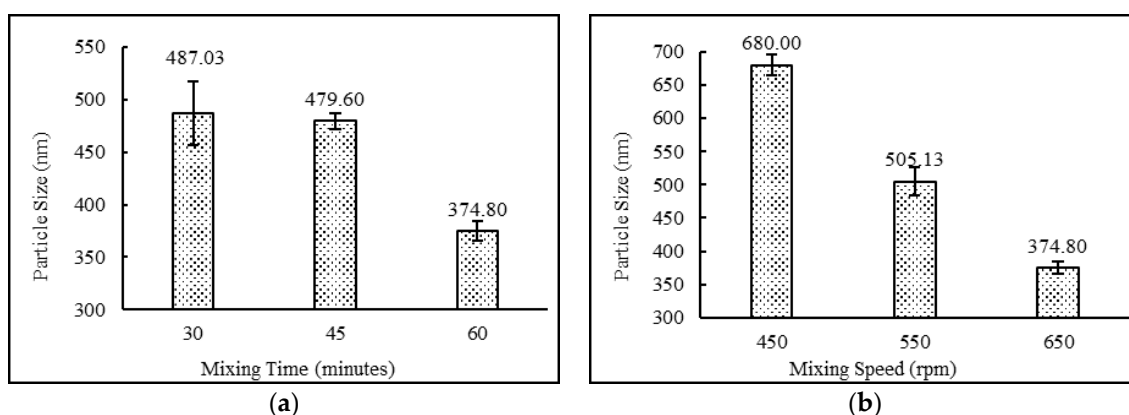 Particle Size (nm)
550
500
450
400
350
300
487.03
479.60
374.80
30 45 60
Mixing Time (minutes)
(a)
Particle Size (nm)
700
650
600
550
500
450
400
350
300
680.00
505.13
374.80
450 550 650
Mixing Speed (rpm)
(b)